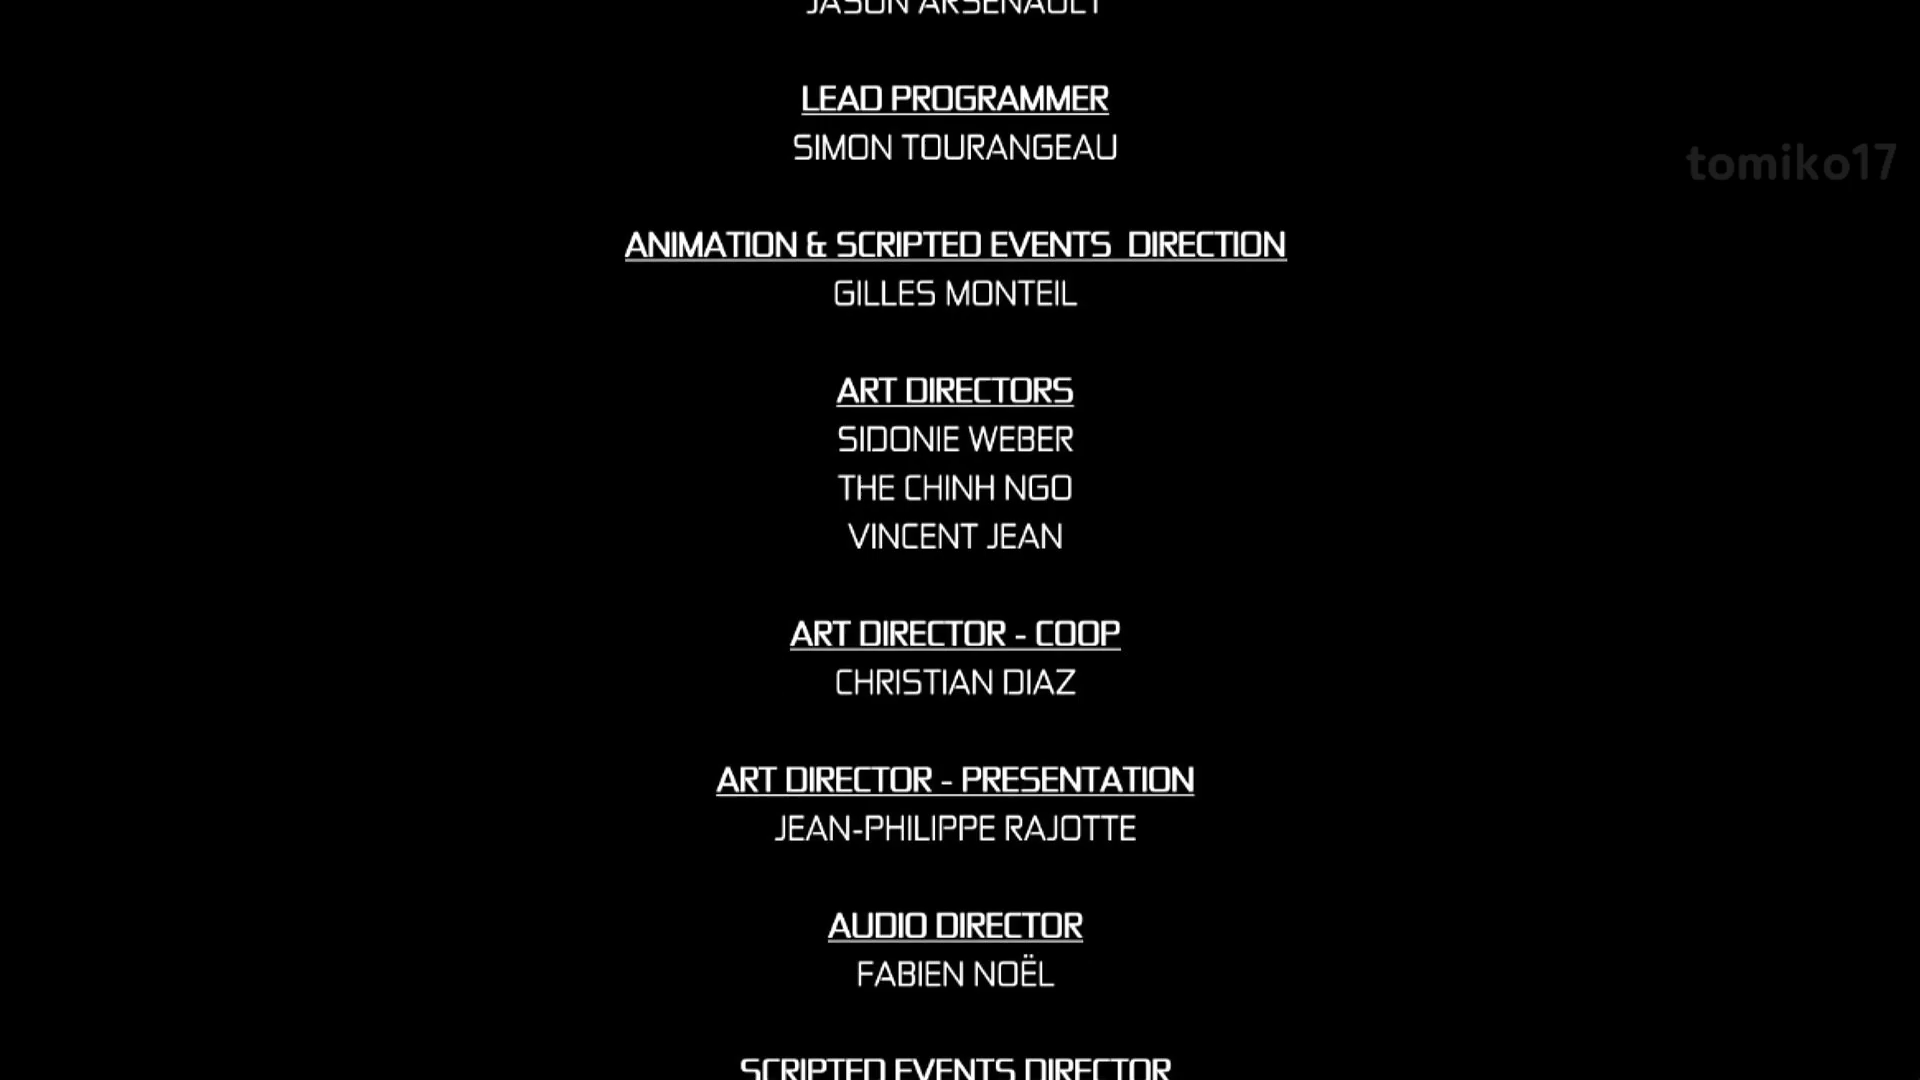 JASON ARSENAULT
LEAD PROGRAMMER
SIMON TOURANGEAU
tomiko17
ANIMATION & SCRIPTED EVENTS  DIRECTION
GILLES MONTEIL
ART DIRECTORS
SIDONIE WEBER
THE CHINH NGO
VINCENT JEAN
ART DIRECTOR - COOP
CHRISTIAN DIAZ
ART DIRECTOR - PRESENTATION
JEAN-PHILIPPE RAJOTTE
AUDIO DIRECTOR
FABIEN NOËL
SCRIPTED EVENTS DIRECTOR